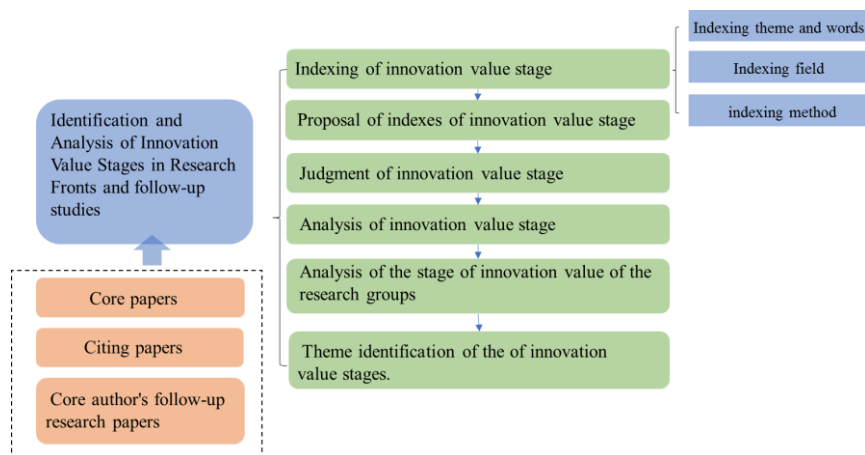 Identification and
Analysis of Innovation
Value Stages in Research
Fronts and follow-up
studies
Core papers
Citing papers
Core author's follow-up
research papers
Indexing of innovation value stage
Proposal of indexes of innovation value stage
Judgment of innovation value stage
Analysis of innovation value stage
Analysis of the stage of innovation value of the
research groups
Theme identification of the of innovation
value stages.
Indexing theme and words
Indexing field
indexing method